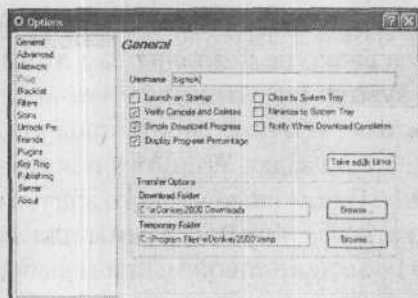 Options
General
Advanced
Network
Blacklist
Filters
Skins
Unlock Pro
Friends
Plugins
Key Ring
Publishing
Server
About
General
Username
Launch on Startup
Close to System Tray
Verify Cancels and Deletes
Minimize to System Tray
Simple Download Progress
Notify When Download Completes
Display Progress Percentage
Take ed2k Links
Transfer Options
Download Folder
C:\eDonkey2000 Downloads
Browse...
Temporary Folder
C:\Program Files\eDonkey2000\temp
Browse...